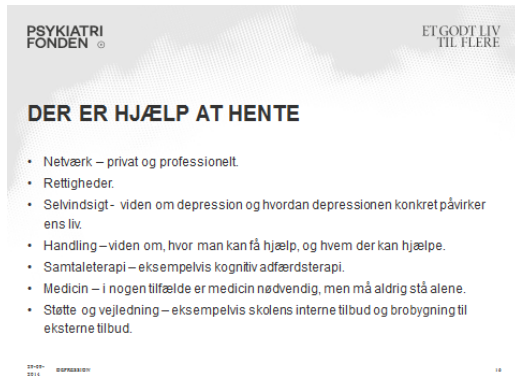 PSYKIATRI
FONDEN
ET GODT LIV
TIL FLERE
DER ER HJÆLP AT HENTE
• Netværk – privat og professionelt.
• Rettigheder.
• Selvindsigt - viden om depression og hvordan depressionen konkret påvirker
ens liv.
• Handling – viden om, hvor man kan få hjælp, og hvem der kan hjælpe.
• Samtaleterapi – eksempelvis kognitiv adfærdsterapi.
• Medicin – i nogen tilfælde er medicin nødvendig, men må aldrig stå alene.
• Støtte og vejledning – eksempelvis skolens interne tilbud og brobygning til
eksterne tilbud.
DEPRESSION